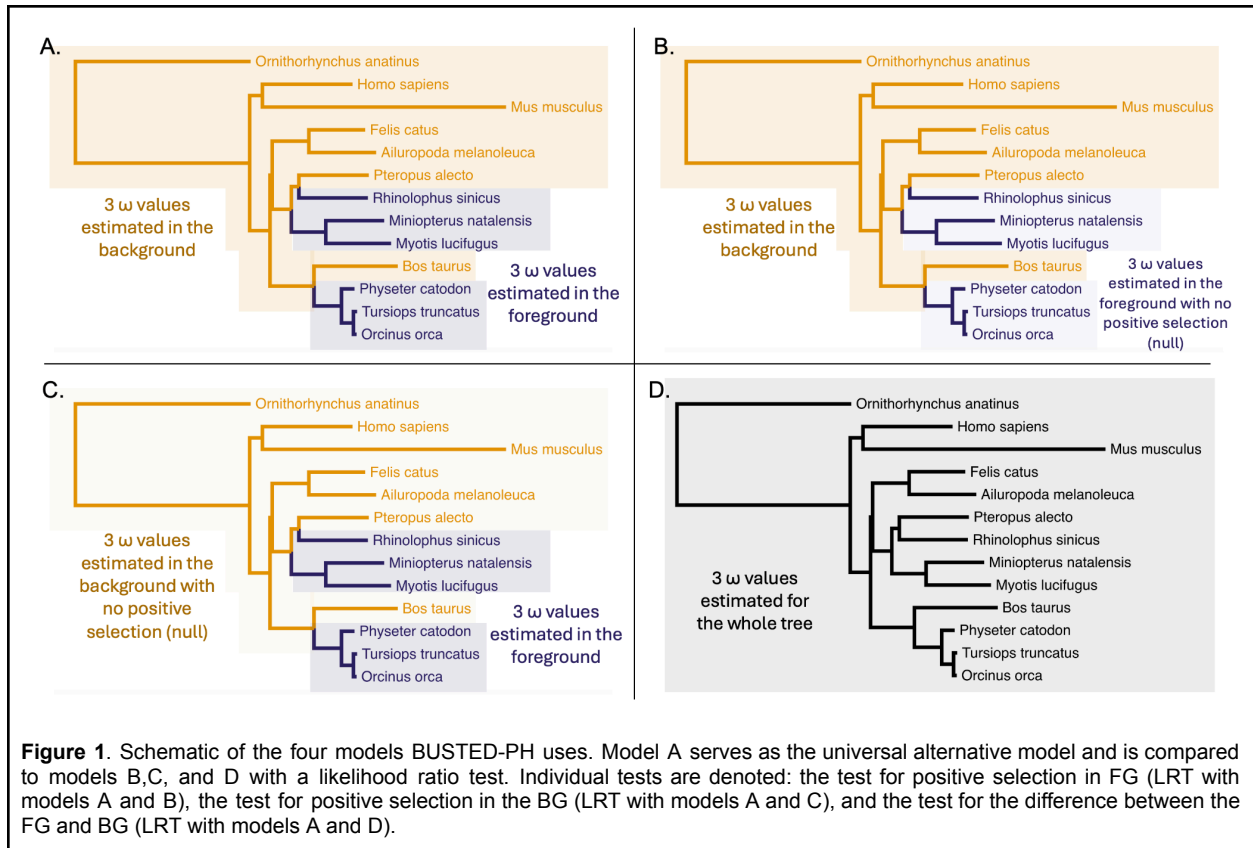 A.
Ornithorhynchus anatinus
Homo sapiens
Mus musculus
Felis catus
Ailuropoda melanoleuca
Pteropus alecto
Rhinolophus sinicus
Miniopterus natalensis
Myotis lucifugus
Bos taurus
Physeter catodon
Tursiops truncatus
Orcinus orca
3 ω values
estimated in the
background
3 ω values
estimated in the
foreground
B.
Ornithorhynchus anatinus
Homo sapiens
Mus musculus
Felis catus
Ailuropoda melanoleuca
Pteropus alecto
Rhinolophus sinicus
Miniopterus natalensis
Myotis lucifugus
Bos taurus
Physeter catodon
Tursiops truncatus
Orcinus orca
3 ω values
estimated in the
background
3 ω values
estimated in the
foreground with no
positive selection
(null)
C.
Ornithorhynchus anatinus
Homo sapiens
Mus musculus
Felis catus
Ailuropoda melanoleuca
Pteropus alecto
Rhinolophus sinicus
Miniopterus natalensis
Myotis lucifugus
Bos taurus
Physeter catodon
Tursiops truncatus
Orcinus orca
3 ω values
estimated in the
background with
no positive
selection (null)
3 ω values
estimated in the
foreground
D.
Ornithorhynchus anatinus
Homo sapiens
Mus musculus
Felis catus
Ailuropoda melanoleuca
Pteropus alecto
Rhinolophus sinicus
Miniopterus natalensis
Myotis lucifugus
Bos taurus
Physeter catodon
Tursiops truncatus
Orcinus orca
3 ω values
estimated for
the whole tree
Figure 1. Schematic of the four models BUSTED-PH uses. Model A serves as the universal alternative model and is compared
to models B,C, and D with a likelihood ratio test. Individual tests are denoted: the test for positive selection in FG (LRT with
models A and B), the test for positive selection in the BG (LRT with models A and C), and the test for the difference between the
FG and BG (LRT with models A and D).